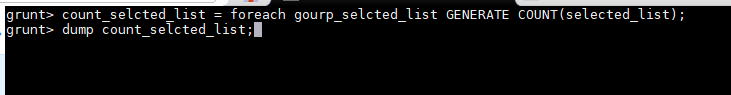 grunt> count_selcted_list = foreach gourp_selcted_list GENERATE COUNT(selected_list);
grunt> dump count_selcted_list;